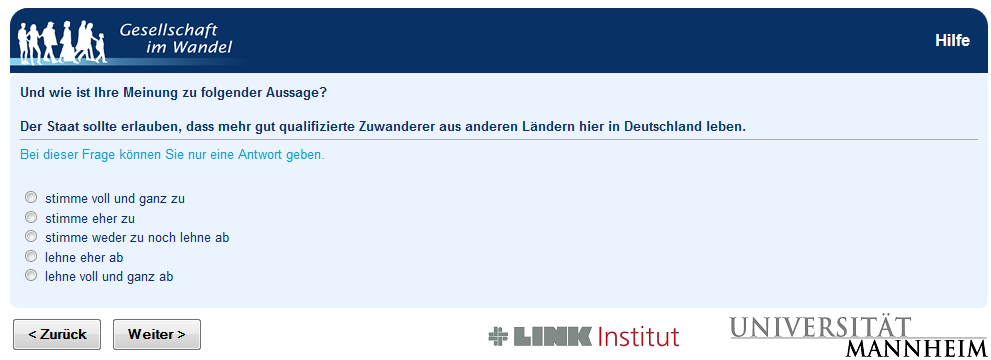 Gesellschaft
im Wandel
Hilfe
Und wie ist Ihre Meinung zu folgender Aussage?
Der Staat sollte erlauben, dass mehr gut qualifizierte Zuwanderer aus anderen Ländern hier in Deutschland leben.
Bei dieser Frage können Sie nur eine Antwort geben.
stimme voll und ganz zu
stimme eher zu
stimme weder zu noch lehne ab
lehne eher ab
lehne voll und ganz ab
< Zurück
Weiter >
LINK Institut
UNIVERSITÄT
MANNHEIM